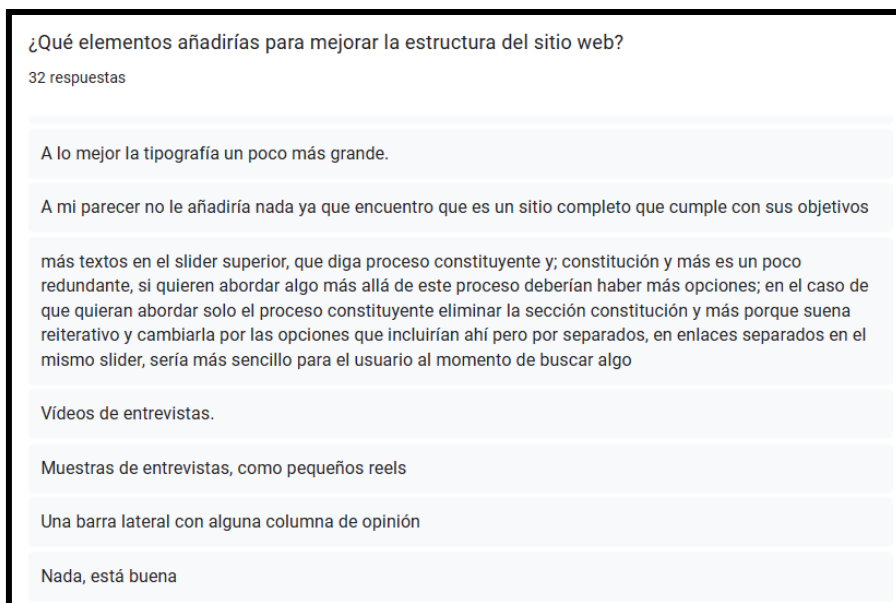 ¿Qué elementos añadirías para mejorar la estructura del sitio web?
32 respuestas
A lo mejor la tipografía un poco más grande.
A mi parecer no le añadiría nada ya que encuentro que es un sitio completo que cumple con sus objetivos
más textos en el slider superior, que diga proceso constituyente y; constitución y más es un poco
redundante, si quieren abordar algo más allá de este proceso deberían haber más opciones; en el caso de
que quieran abordar solo el proceso constituyente eliminar la sección constitución y más porque suena
reiterativo y cambiarla por las opciones que incluirían ahí pero por separados, en enlaces separados en el
mismo slider, sería más sencillo para el usuario al momento de buscar algo
Vídeos de entrevistas.
Muestras de entrevistas, como pequeños reels
Una barra lateral con alguna columna de opinión
Nada, está buena